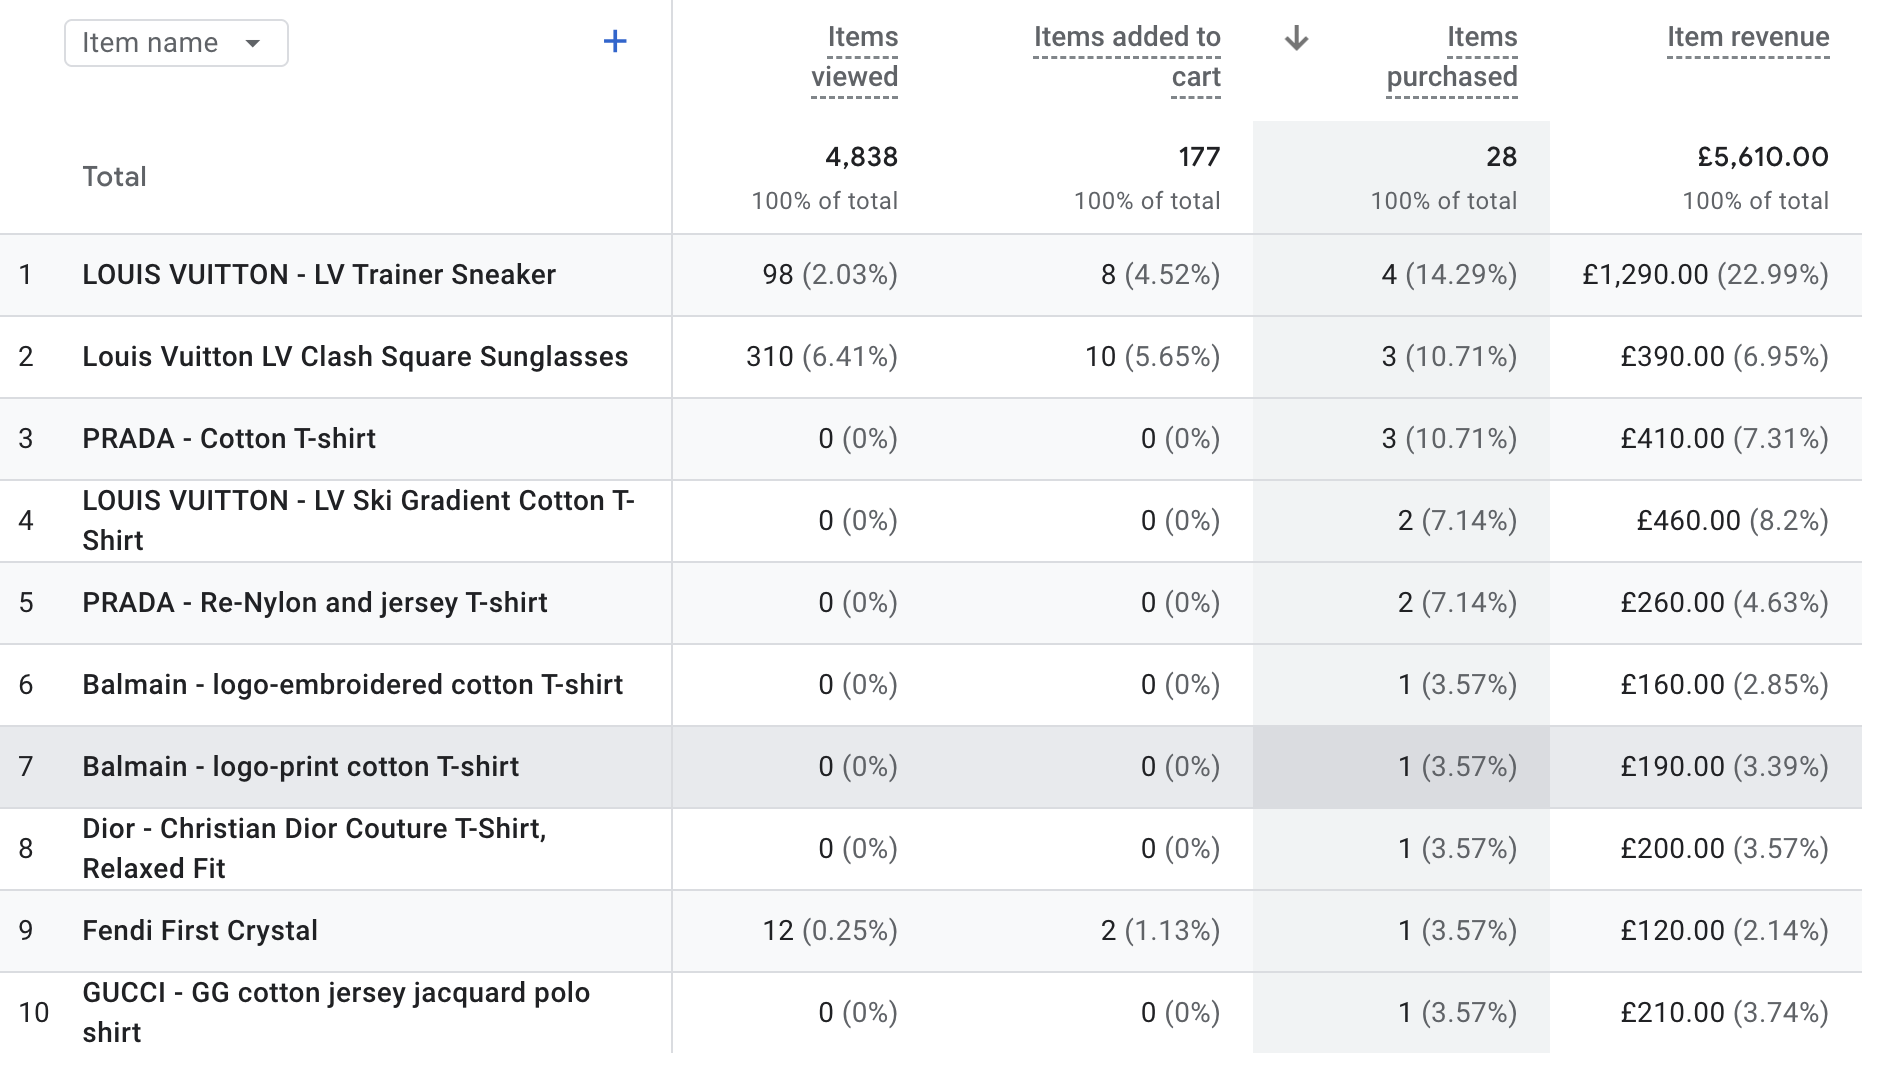 Item name
+
Items viewed
Items added to cart
Items purchased
Item revenue
Total
4,838
177
28
£5,610.00
100% of total
100% of total
100% of total
100% of total
1 LOUIS VUITTON - LV Trainer Sneaker 98 (2.03%) 8 (4.52%) 4 (14.29%) £1,290.00 (22.99%)
2 Louis Vuitton LV Clash Square Sunglasses 310 (6.41%) 10 (5.65%) 3 (10.71%) £390.00 (6.95%)
3 PRADA - Cotton T-shirt 0 (0%) 0 (0%) 3 (10.71%) £410.00 (7.31%)
4 LOUIS VUITTON - LV Ski Gradient Cotton T-
Shirt 0 (0%) 0 (0%) 2 (7.14%) £460.00 (8.2%)
5 PRADA - Re-Nylon and jersey T-shirt 0 (0%) 0 (0%) 2 (7.14%) £260.00 (4.63%)
6 Balmain - logo-embroidered cotton T-shirt 0 (0%) 0 (0%) 1 (3.57%) £160.00 (2.85%)
7 Balmain - logo-print cotton T-shirt 0 (0%) 0 (0%) 1 (3.57%) £190.00 (3.39%)
8 Dior - Christian Dior Couture T-Shirt,
Relaxed Fit 0 (0%) 0 (0%) 1 (3.57%) £200.00 (3.57%)
9 Fendi First Crystal 12 (0.25%) 2 (1.13%) 1 (3.57%) £120.00 (2.14%)
10 GUCCI - GG cotton jersey jacquard polo
shirt 0 (0%) 0 (0%) 1 (3.57%) £210.00 (3.74%)